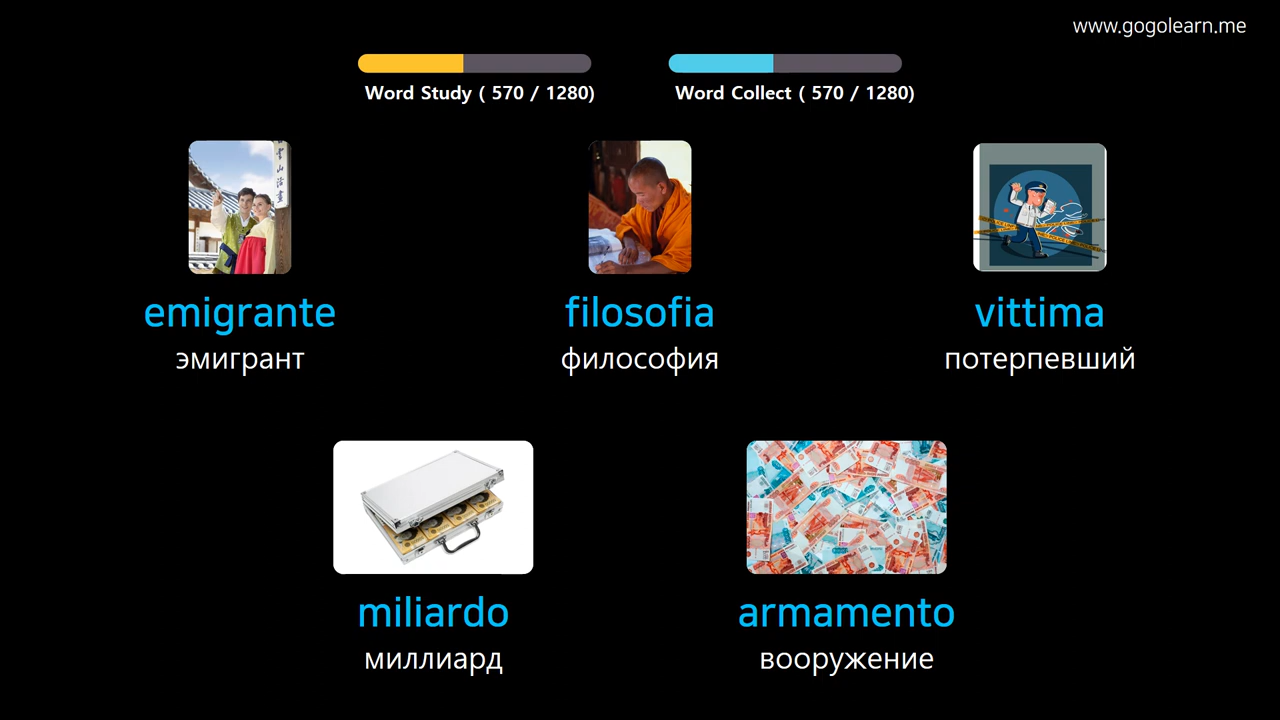 www.gogolearn.me
Word Study ( 570 / 1280)
Word Collect ( 570 / 1280)
emigrante
эмигрант
filosofia
философия
vittima
потерпевший
miliardo
миллиард
armamento
вооружение